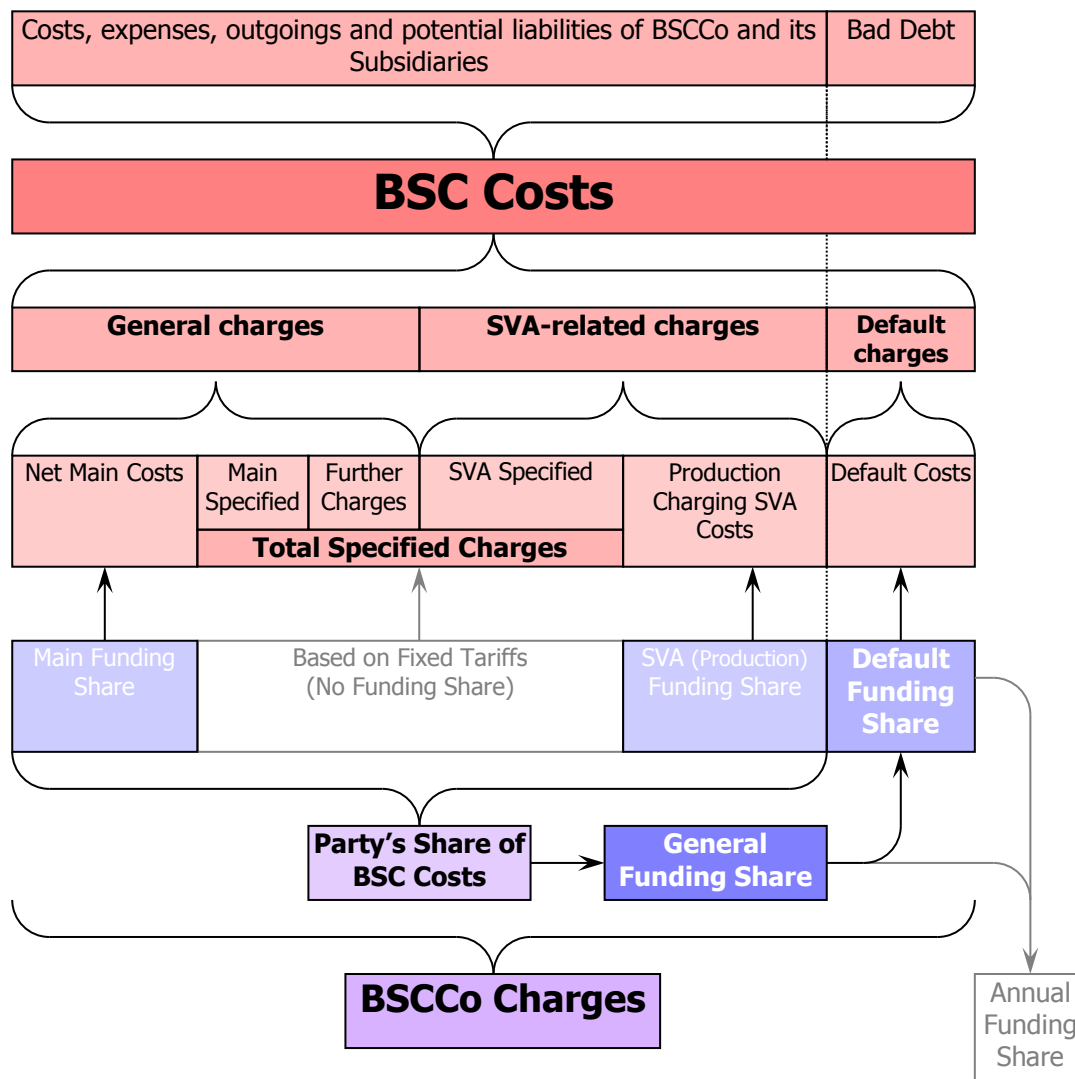 Costs, expenses, outgoings and potential liabilities of BSCCo and its
Subsidiaries
Bad Debt
BSC Costs
General charges
SVA-related charges
Default
charges
Net Main Costs
Main
Specified
Further
Charges
SVA Specified
Production
Charging SVA
Costs
Default Costs
Total Specified Charges
Main Funding
Share
Based on Fixed Tariffs
(No Funding Share)
SVA (Production)
Funding Share
Default
Funding
Share
Party’s Share of
BSC Costs
General
Funding Share
BSCCo Charges
Annual
Funding
Share